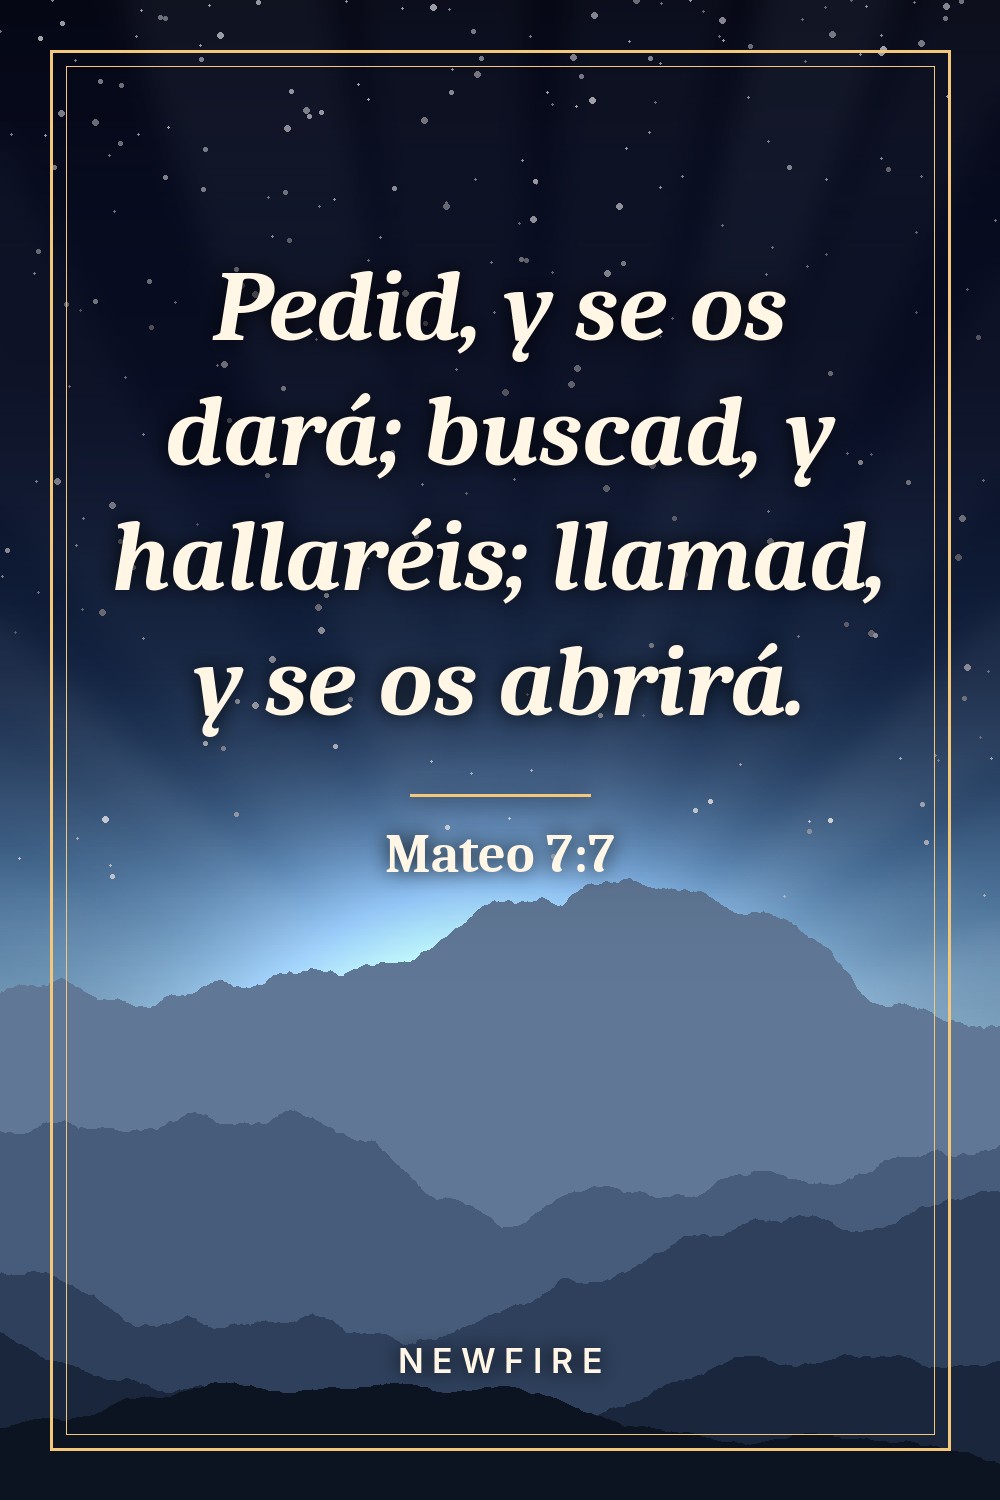 Pedid, y se os
dará; buscad, y
hallaréis; llamad,
y se os abrirá.
Mateo 7:7
NEWFIRE